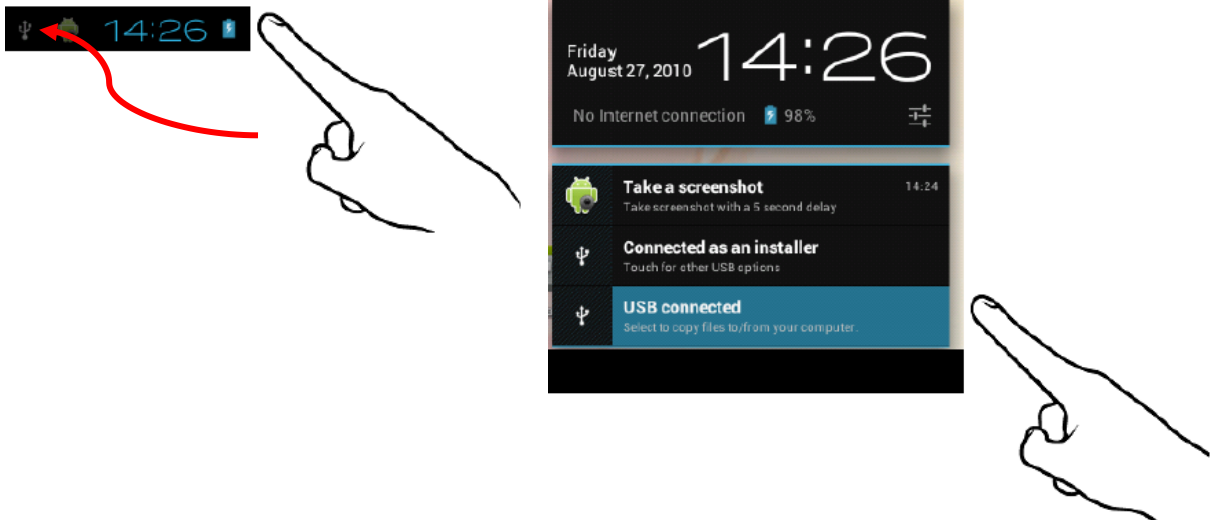 14:26
Friday
August 27, 2010
14:26
No Internet connection 98%
Take a screenshot 14:24
Take screenshot with a 5 second delay
Connected as an installer
Touch for other USB options
USB connected
Select to copy files to/from your computer.